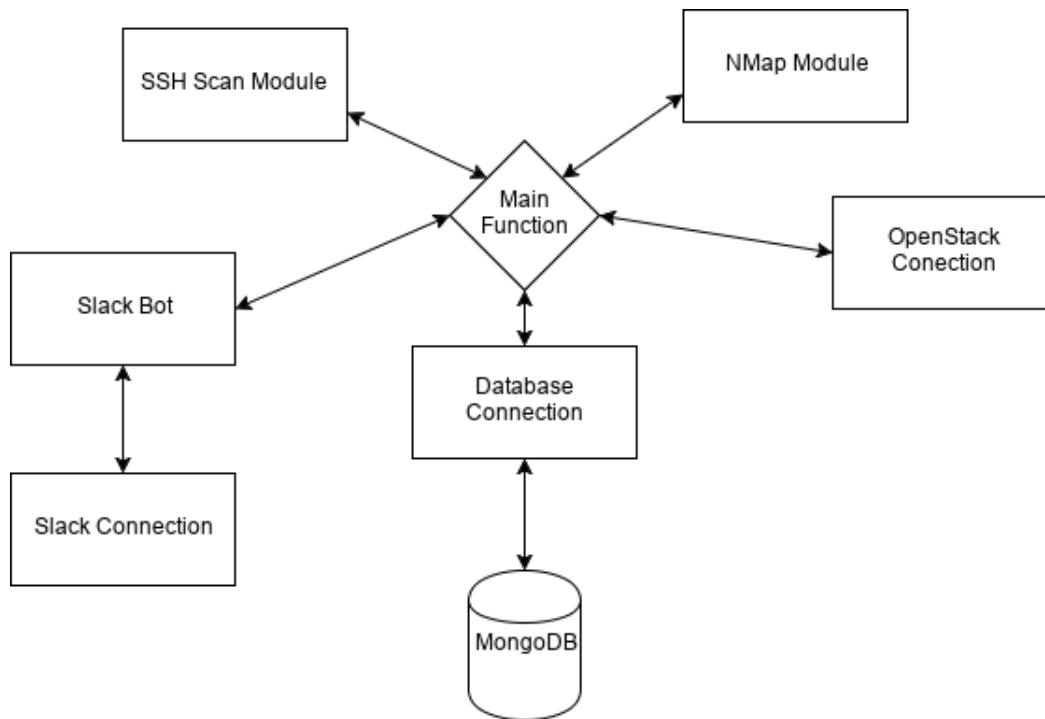 SSH Scan Module
NMap Module
Main
Function
OpenStack
Conection
Slack Bot
Database
Connection
Slack Connection
MongoDB